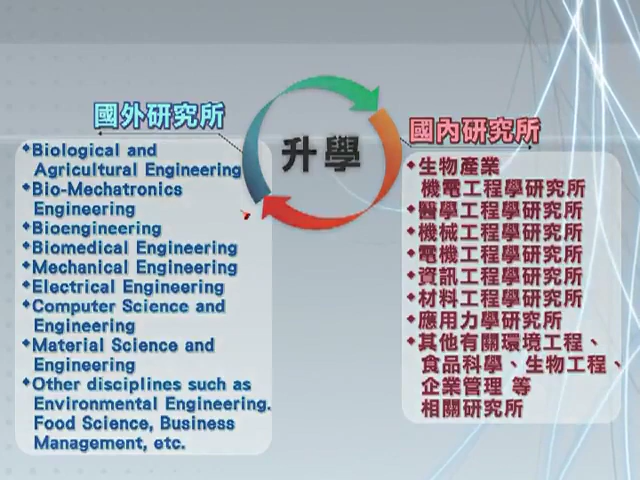 升學
國外研究所
◆Biological and
Agricultural Engineering
◆Bio-Mechatronics
Engineering
◆Bioengineering
◆Biomedical Engineering
◆Mechanical Engineering
◆Electrical Engineering
◆Computer Science and
Engineering
◆Material Science and
Engineering
◆Other disciplines such as
Environmental Engineering.
Food Science, Business
Management, etc.
國內研究所
◆生物產業
機電工程學研究所
◆醫學工程學研究所
◆機械工程學研究所
◆電機工程學研究所
◆資訊工程學研究所
◆材料工程學研究所
◆應用力學研究所
◆其他有關環境工程、
食品科學、生物工程、
企業管理 等
相關研究所